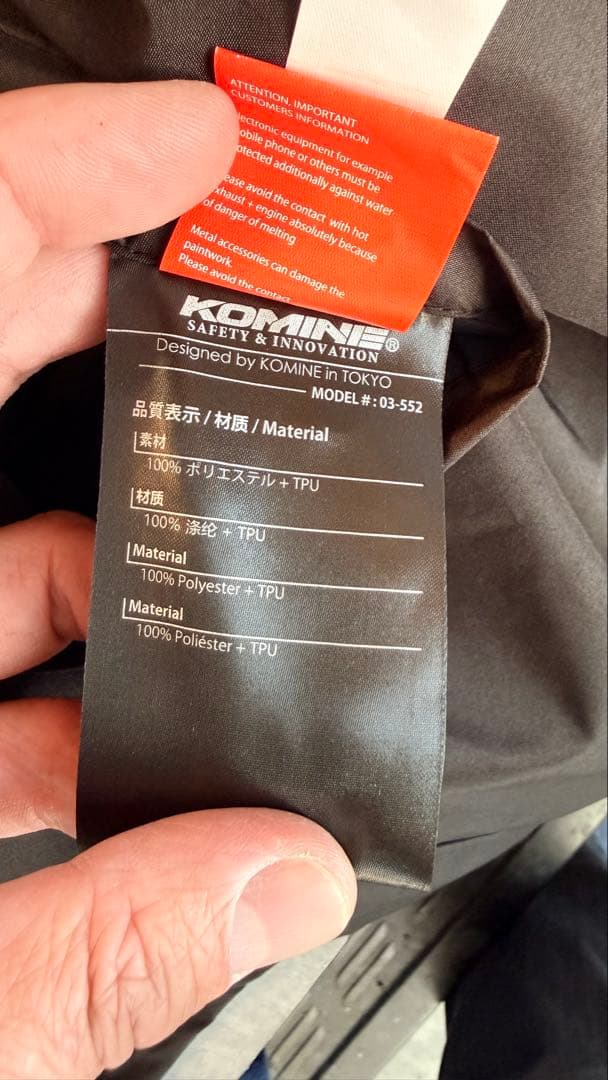 ATTENTION, IMPORTANT
CUSTOMERS INFORMATION
equipment for example
phone or others must be
additionally against water
avoid the contact with hot
+ engine absolutely because
of danger of melting
Metal accessories can damage the
paintwork.
Please avoid the contact
KOMINE®
SAFETY & INNOVATION
Designed by KOMINE in TOKYO
MODEL # : 03-552
品質表示 / 材质 / Material
素材
100% ポリエステル + TPU
材质
100% 涤纶 + TPU
Material
100% Polyester + TPU
Material
100% Poliéster + TPU